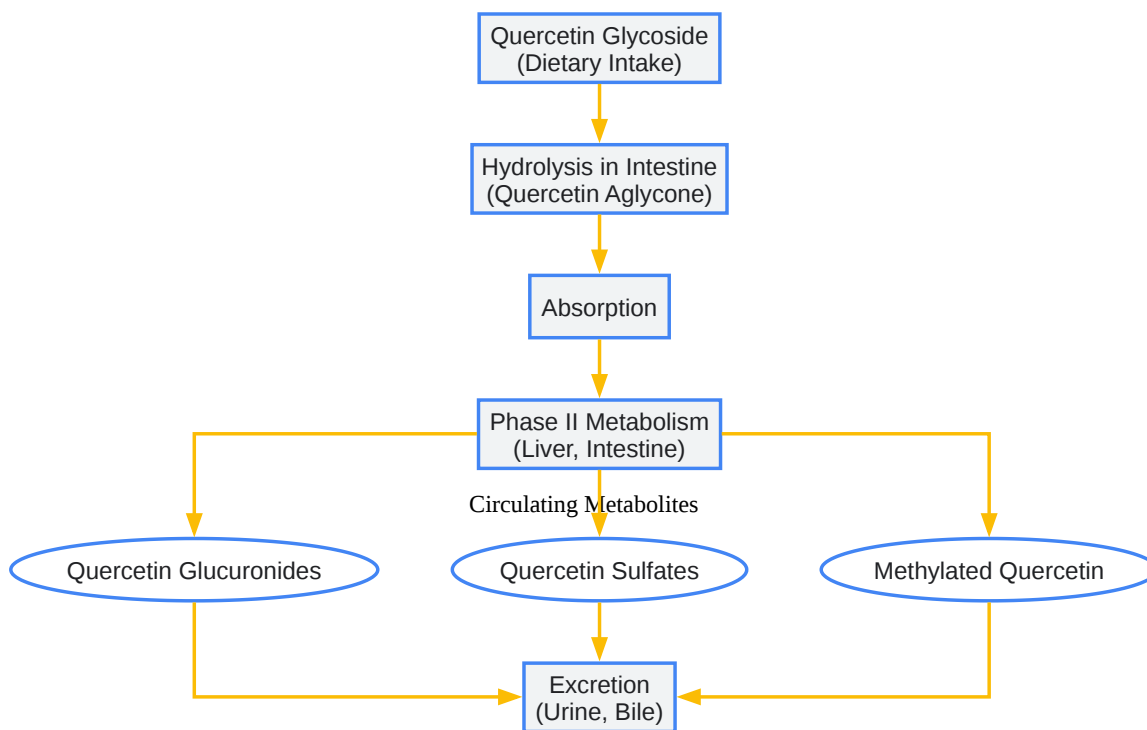 Quercetin Glycoside
(Dietary Intake)
Hydrolysis in Intestine
(Quercetin Aglycone)
Absorption
Phase II Metabolism
(Liver, Intestine)
Circulating Metabolites
Quercetin Glucuronides
Quercetin Sulfates
Methylated Quercetin
Excretion
(Urine, Bile)